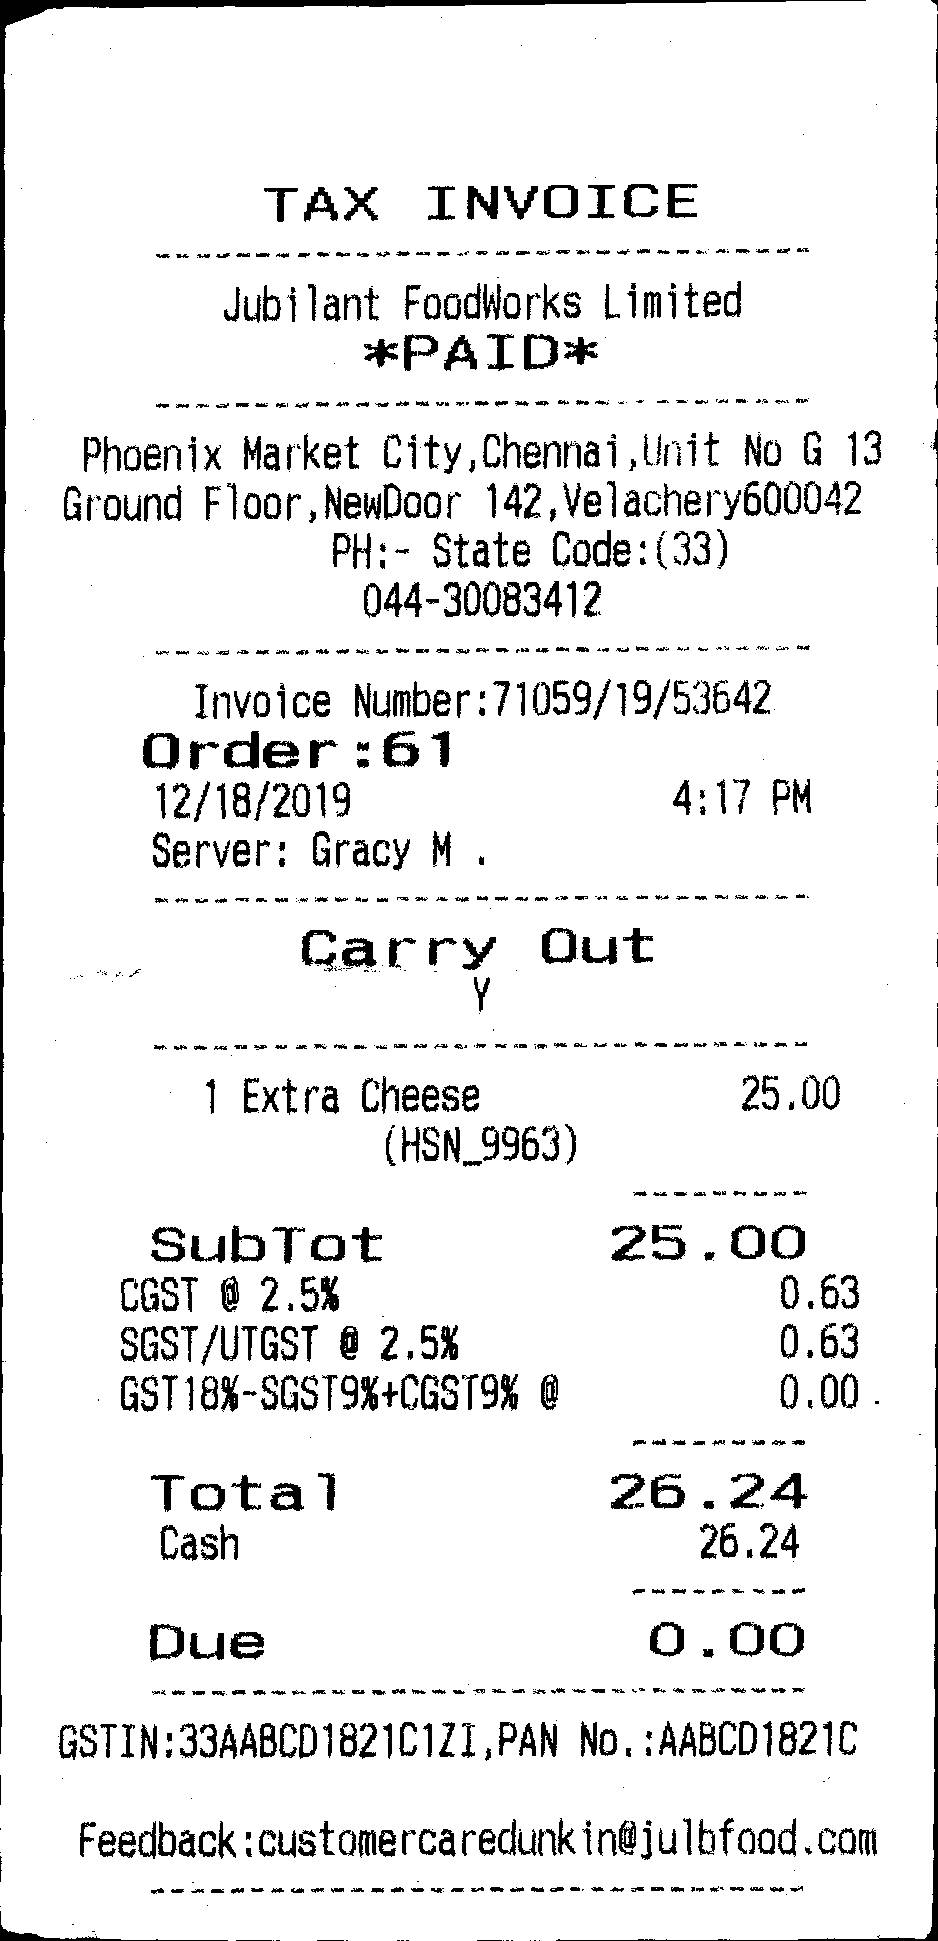 TAX INVOICE
Jubilant FoodWorks Limited
*PAID*
Phoenix Market City,Chennai,Unit No G 13
Ground Floor,NewDoor 142,Velachery600042
PH:- State Code:(33)
044-30083412
Invoice Number:71059/19/53642
Order:61
12/18/2019 4:17 PM
Server: Gracy M .
Carry Out
Y
1 Extra Cheese 25.00
(HSN_9963)
SubTot 25.00
CGST @ 2.5% 0.63
SGST/UTGST @ 2.5% 0.63
GST18%-SGST9%+CGST9% @ 0.00
Total 26.24
Cash 26.24
Due 0.00
GSTIN:33AABCD1821C1ZI,PAN No.:AABCD1821C
Feedback:customercaredunkin@julbfood.com